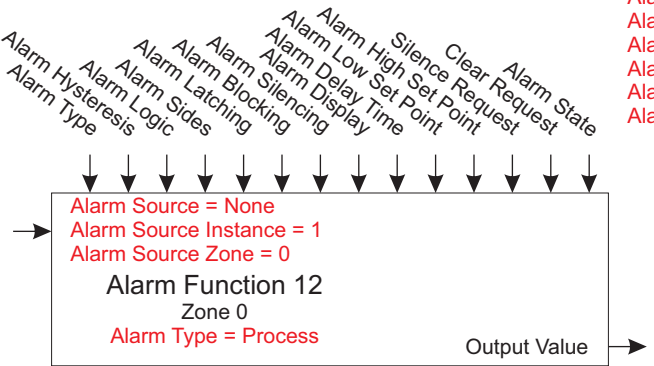 Alarm Type
Alarm Hysteresis
Alarm Logic
Alarm Sides
Alarm Latching
Alarm Blocking
Alarm Silencing
Alarm Display
Alarm Delay Time
Alarm Low Set Point
Alarm High Set Point
Silence Request
Clear Request
Alarm State
Alarm Source = None
Alarm Source Instance = 1
Alarm Source Zone = 0
Alarm Function 12
Zone 0
Alarm Type = Process
Output Value